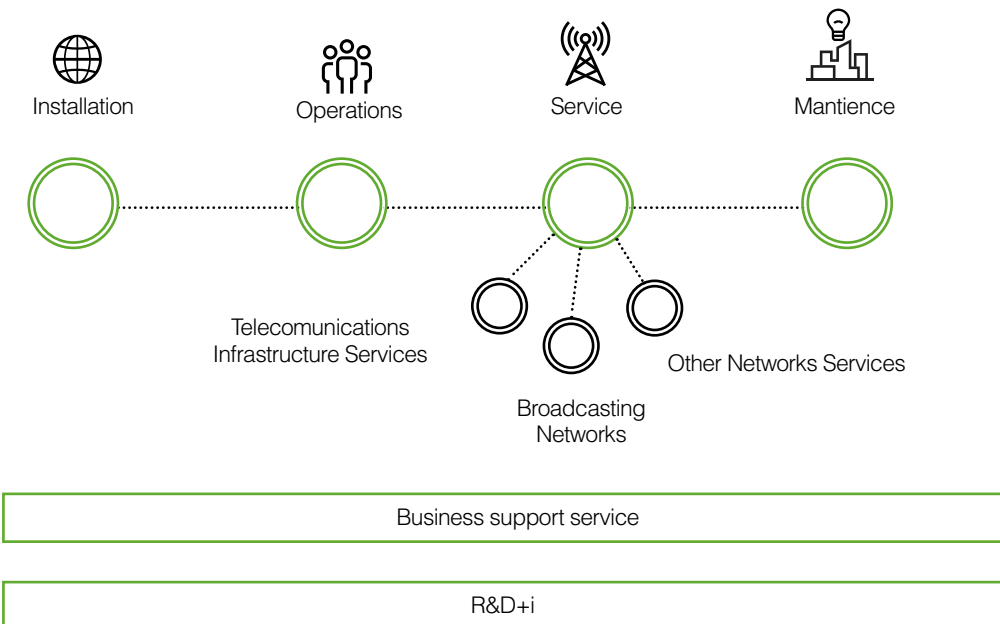 Installation
Operations
Service
Mantience
Telecomunications
Infrastructure Services
Other Networks Services
Broadcasting
Networks
Business support service
R&D+i